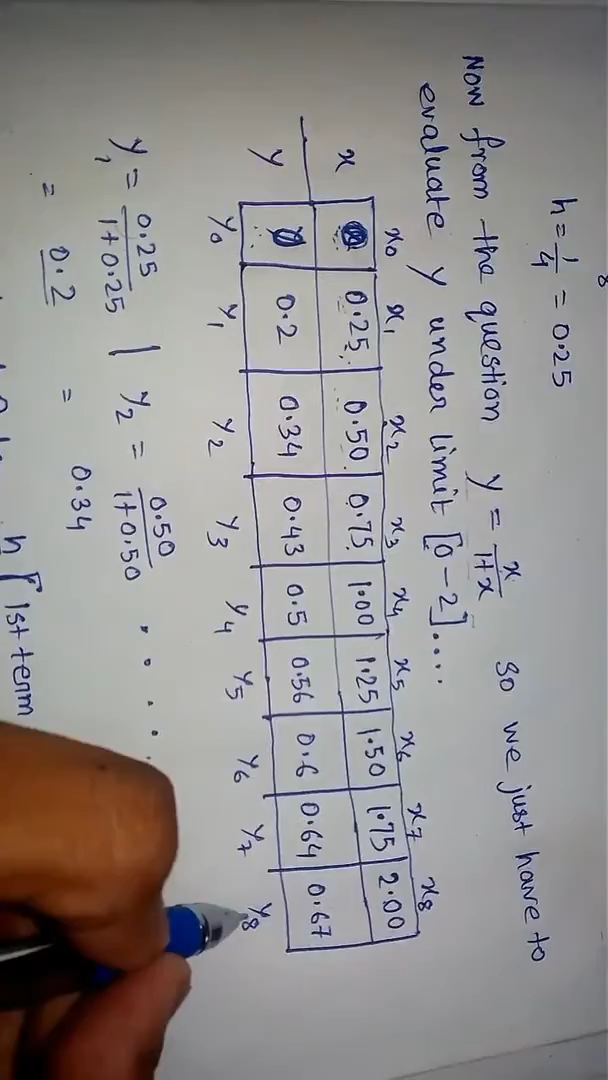 8
h = 1/4 = 0.25
Now from the question y = x/1+x so we just have to
evaluate y under limit [0-2]....
x₀ x₁ x₂ x₃ x₄ x₅ x₆ x₇ x₈
x 0.25 0.50 0.75 1.00 1.25 1.50 1.75 2.00
y 0 0.2 0.34 0.43 0.5 0.56 0.6 0.64 0.67
y₀ y₁ y₂ y₃ y₄ y₅ y₆ y₇ y₈
y₁ = 0.25/1+0.25 | y₂ = 0.50/1+0.50 .....
= 0.2 = 0.34
h [1st term